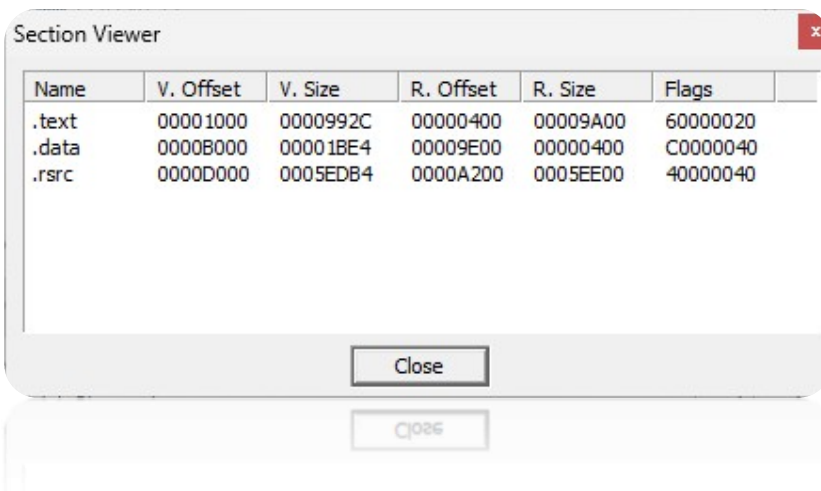 Section Viewer
x
Name V. Offset V. Size R. Offset R. Size Flags
.text 00001000 0000992C 00000400 00009A00 60000020
.data 0000B000 00001BE4 00009E00 00000400 C0000040
.rsrc 0000D000 0005EDB4 0000A200 0005EE00 40000040
Close
Close